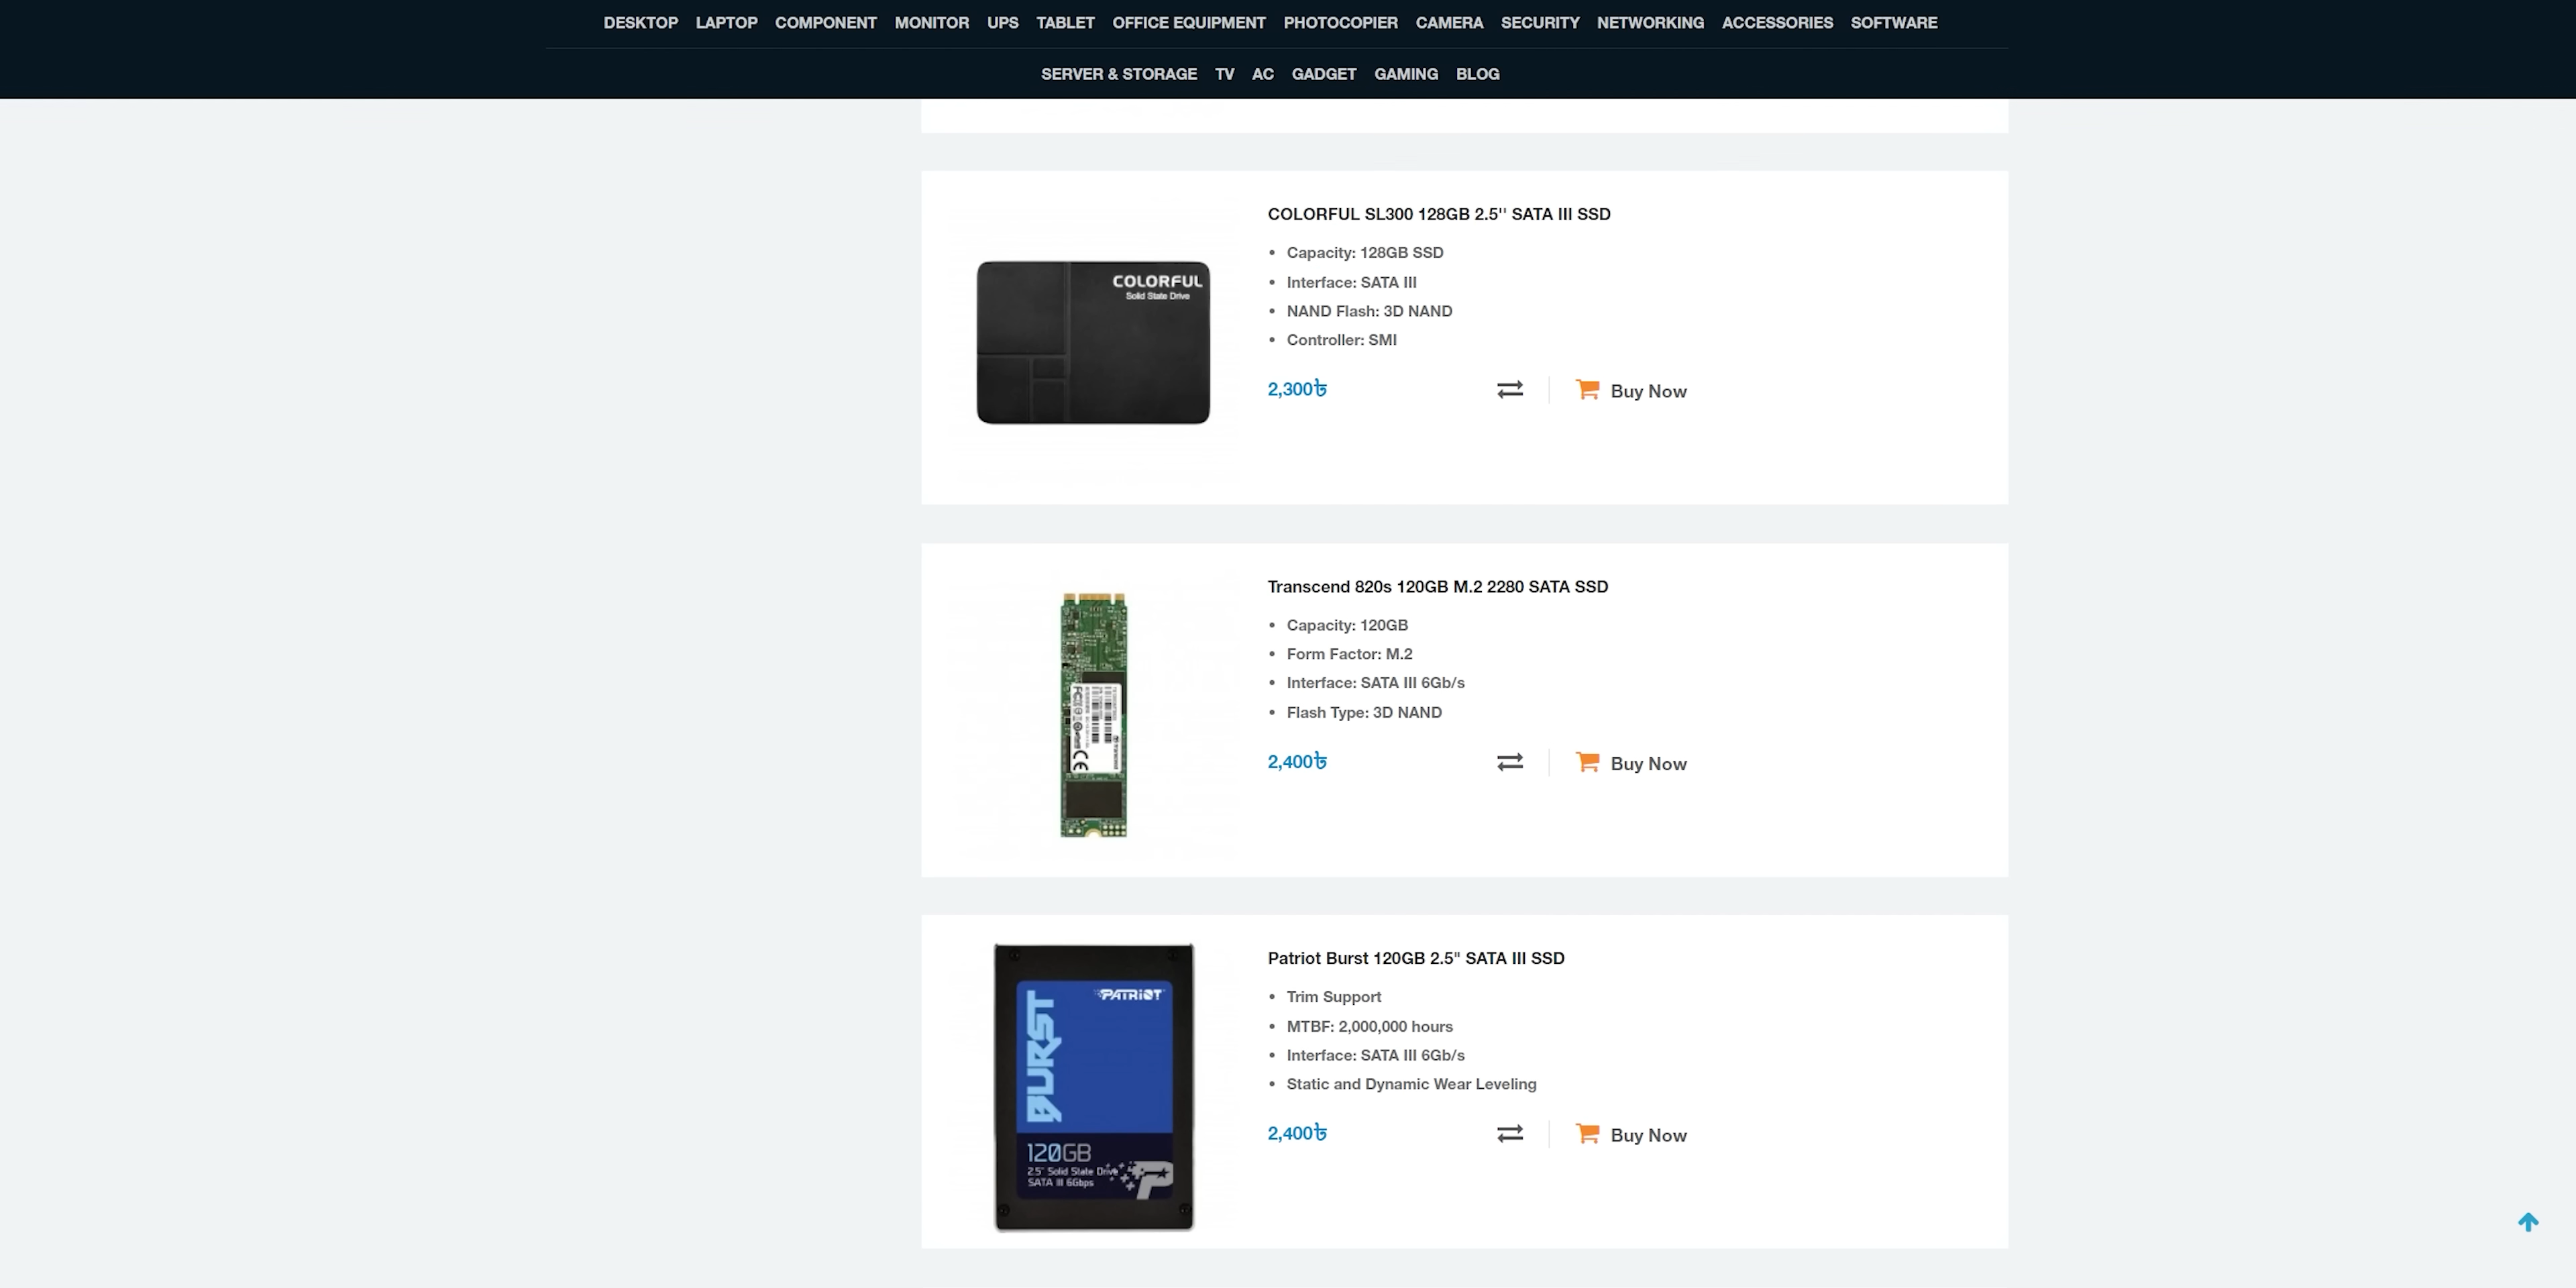 DESKTOP LAPTOP COMPONENT MONITOR UPS TABLET OFFICE EQUIPMENT PHOTOCOPIER CAMERA SECURITY NETWORKING ACCESSORIES SOFTWARE
SERVER & STORAGE TV AC GADGET GAMING BLOG
COLORFUL
Solid State Drive
COLORFUL SL300 128GB 2.5'' SATA III SSD
• Capacity: 128GB SSD
• Interface: SATA III
• NAND Flash: 3D NAND
• Controller: SMI
2,300৳ Buy Now
Transcend 820s 120GB M.2 2280 SATA SSD
• Capacity: 120GB
• Form Factor: M.2
• Interface: SATA III 6Gb/s
• Flash Type: 3D NAND
2,400৳ Buy Now
CE
PATRIOT
BURST
120GB
2.5" Solid State Drive
SATA III 6Gbps
Patriot Burst 120GB 2.5" SATA III SSD
• Trim Support
• MTBF: 2,000,000 hours
• Interface: SATA III 6Gb/s
• Static and Dynamic Wear Leveling
2,400৳ Buy Now